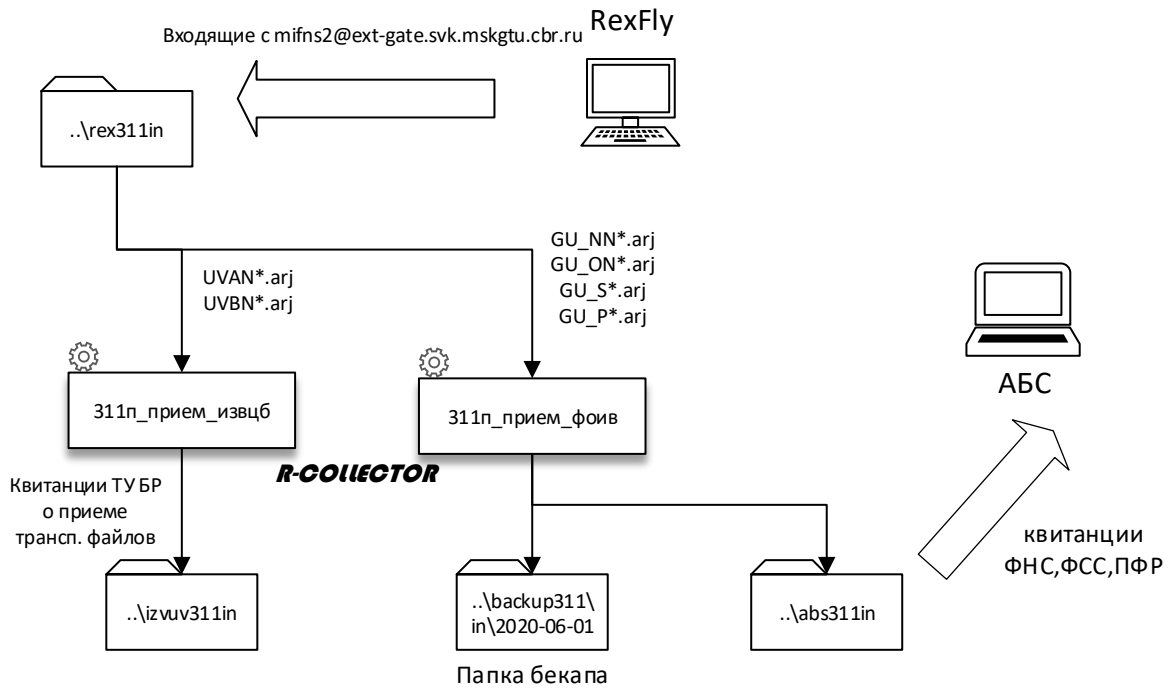 RexFly
Входящие с mifns2@ext-gate.svk.mskgtu.cbr.ru
..\rex311in
UVAN*.arj
UVBN*.arj
GU_NN*.arj
GU_ON*.arj
GU_S*.arj
GU_P*.arj
АБС
311п_прием_извцб
311п_прием_фоив
R-COLLECTOR
Квитанции ТУ БР
о приеме
трансп. файлов
квитанции
ФНС,ФСС,ПФР
..\izvuv311in
..\backup311\
in\2020-06-01
..\abs311in
Папка бекапа